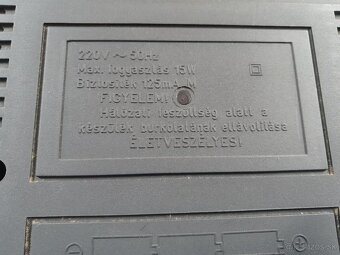 220V ~ 50Hz
Max. fogyasztás 15W
Biztosíték 125mA M
FIGYELEM!
Hálózati feszültség alatt a
készülék burkolatának eltávolítása
ÉLETVESZÉLYES!